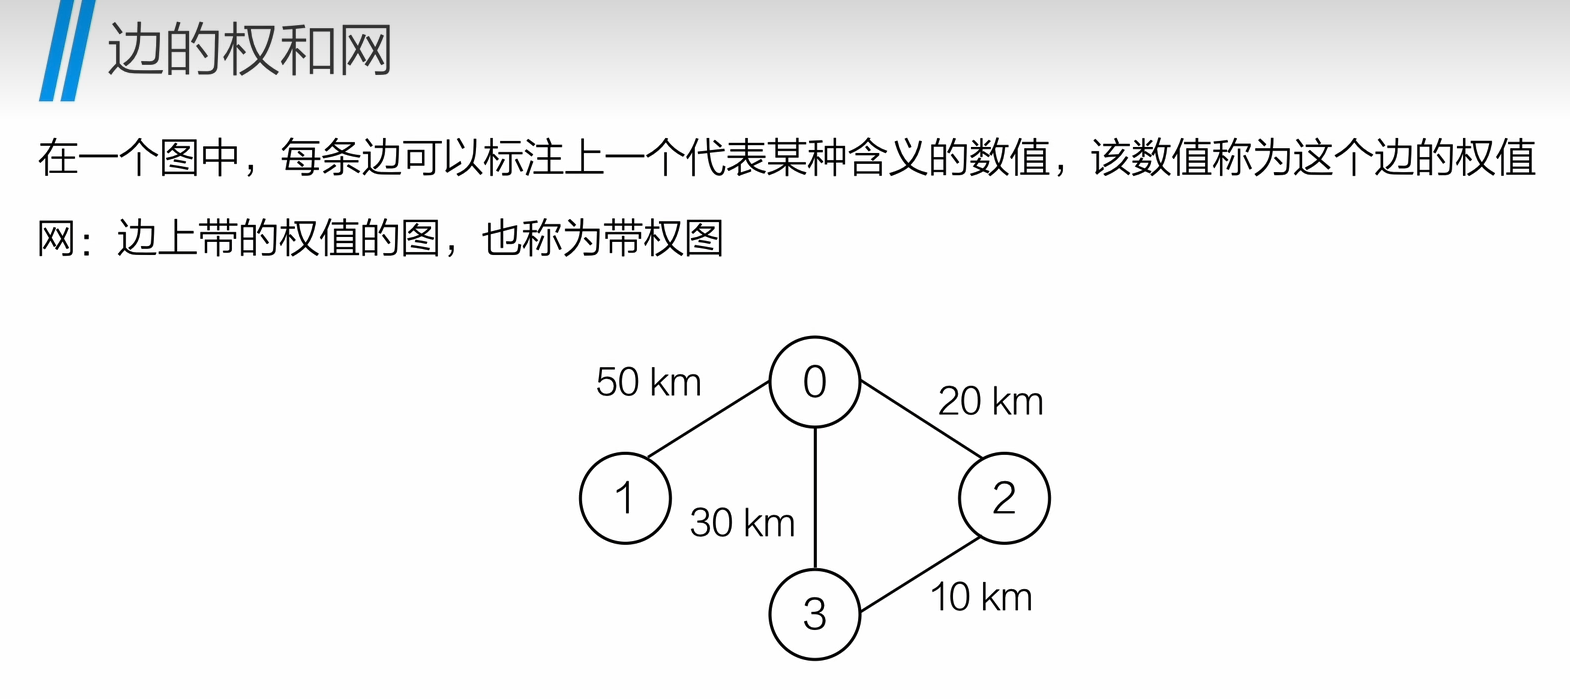 边的权和网
在一个图中，每条边可以标注上一个代表某种含义的数值，该数值称为这个边的权值
网：边上带的权值的图，也称为带权图
0
50 km
20 km
1
2
30 km
10 km
3